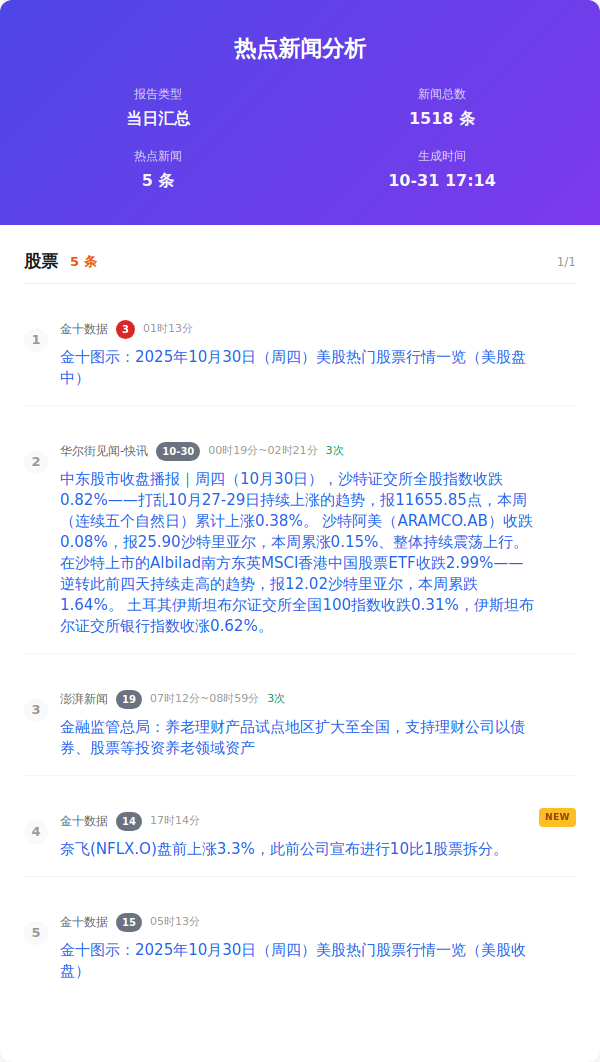 热点新闻分析
报告类型
新闻总数
当日汇总
1518 条
热点新闻
生成时间
5 条
10-31 17:14
股票 5 条 1/1
1
金十数据 3 01时13分
金十图示：2025年10月30日（周四）美股热门股票行情一览（美股盘
中）
2
华尔街见闻-快讯 10-30 00时19分~02时21分 3次
中东股市收盘播报｜周四（10月30日），沙特证交所全股指数收跌
0.82%——打乱10月27-29日持续上涨的趋势，报11655.85点，本周
（连续五个自然日）累计上涨0.38%。 沙特阿美（ARAMCO.AB）收跌
0.08%，报25.90沙特里亚尔，本周累涨0.15%、整体持续震荡上行。
在沙特上市的Albilad南方东英MSCI香港中国股票ETF收跌2.99%——
逆转此前四天持续走高的趋势，报12.02沙特里亚尔，本周累跌
1.64%。 土耳其伊斯坦布尔证交所全国100指数收跌0.31%，伊斯坦布
尔证交所银行指数收涨0.62%。
3
澎湃新闻 19 07时12分~08时59分 3次
金融监管总局：养老理财产品试点地区扩大至全国，支持理财公司以债
券、股票等投资养老领域资产
4
金十数据 14 17时14分
NEW
奈飞(NFLX.O)盘前上涨3.3%，此前公司宣布进行10比1股票拆分。
5
金十数据 15 05时13分
金十图示：2025年10月30日（周四）美股热门股票行情一览（美股收
盘）